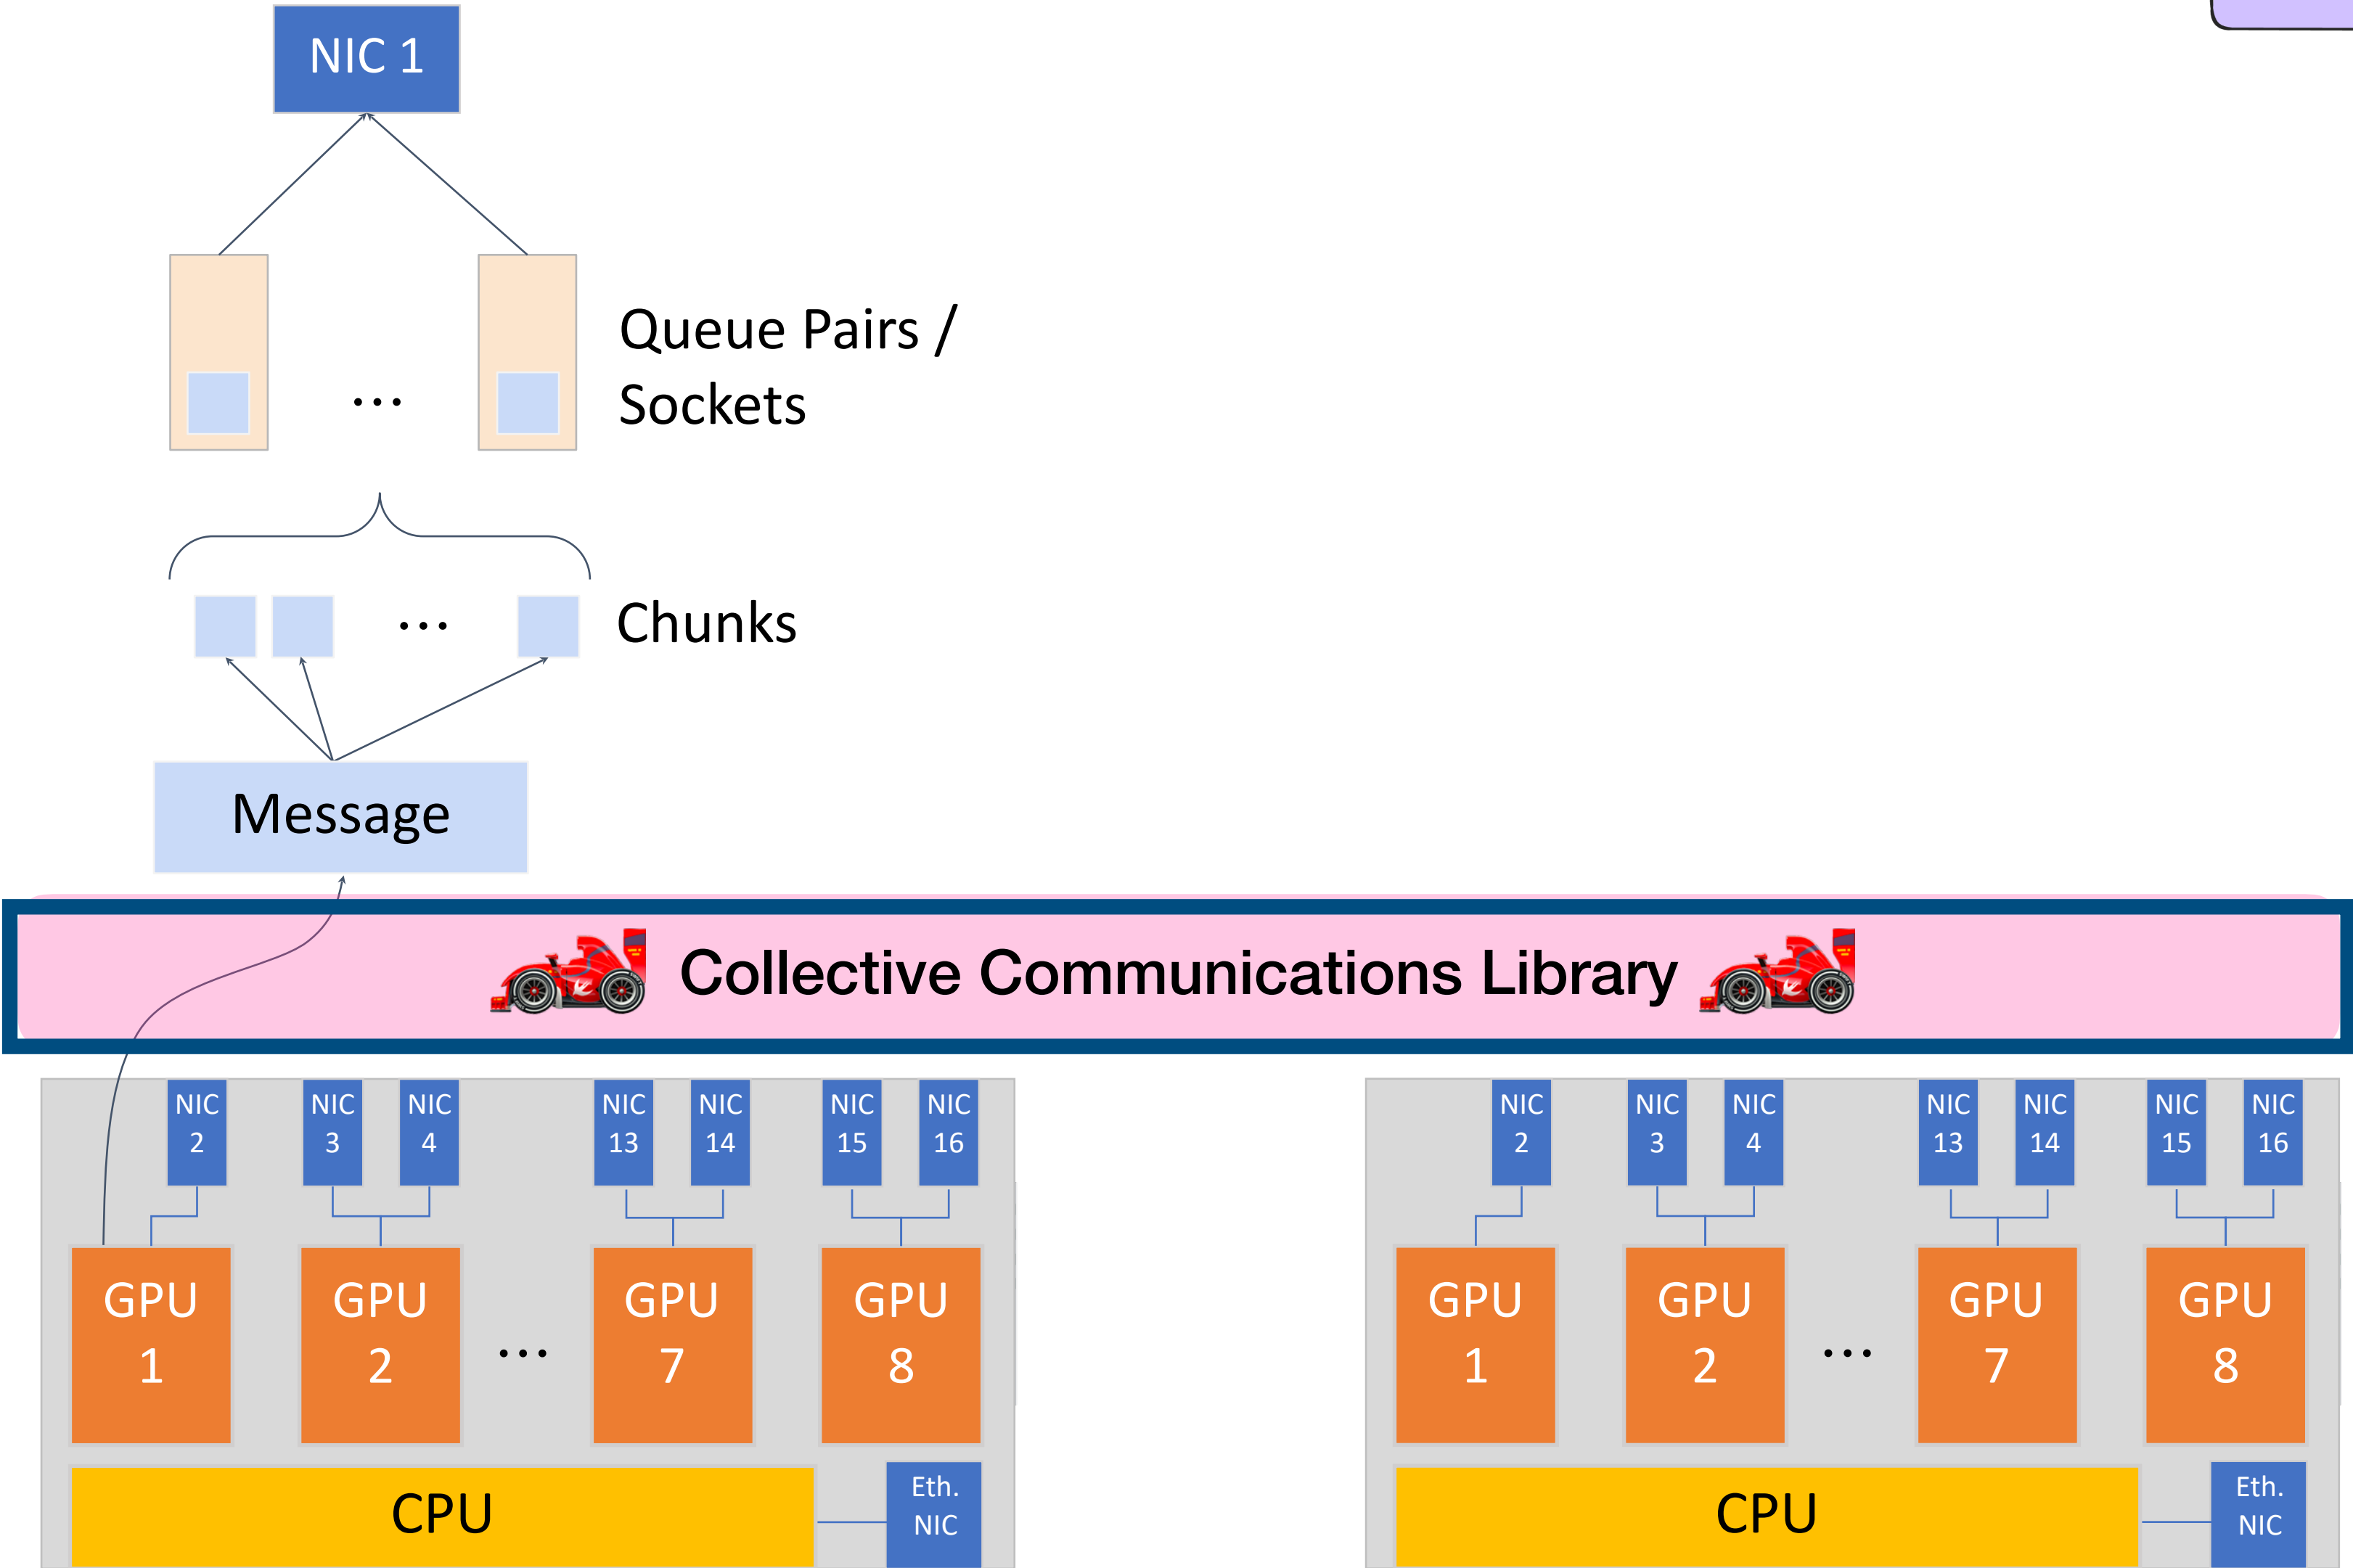 NIC 1
Queue Pairs /
Sockets
...
Chunks
...
Message
Collective Communications Library
NIC
2
NIC
3
NIC
4
NIC
13
NIC
14
NIC
15
NIC
16
NIC
2
NIC
3
NIC
4
NIC
13
NIC
14
NIC
15
NIC
16
GPU
1
GPU
2
...
GPU
7
GPU
8
GPU
1
GPU
2
...
GPU
7
GPU
8
CPU
Eth.
NIC
CPU
Eth.
NIC